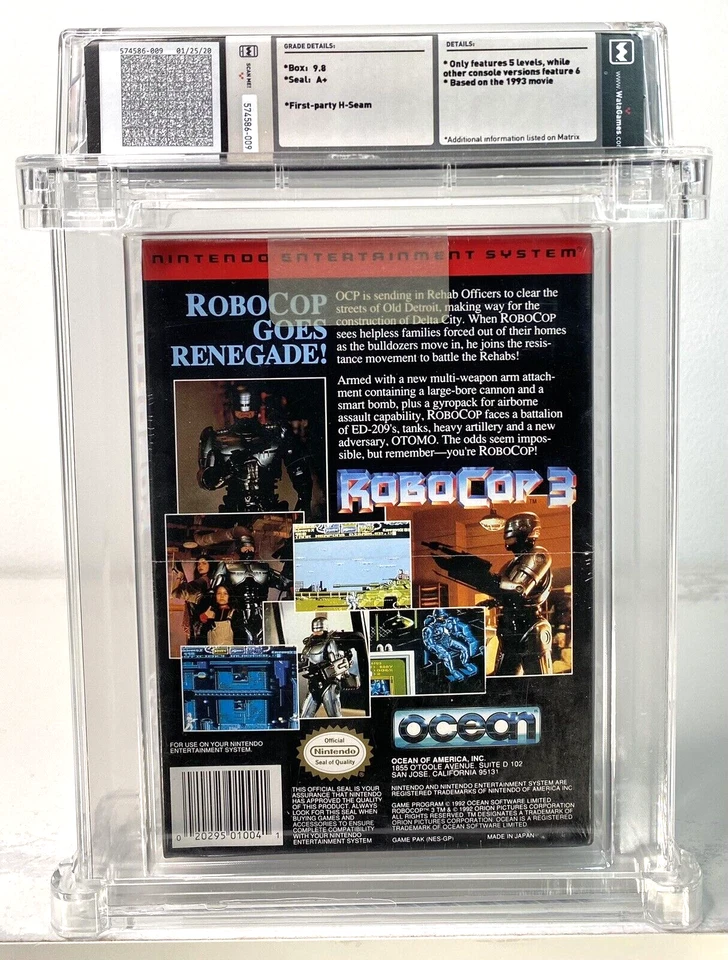 574586-009 01/25/20
SCAN ME!
574586-009
GRADE DETAILS:
*Box: 9.8
*Seal: A+
*First-party H-Seam
DETAILS:
* Only features 5 levels, while
other console versions feature 6
* Based on the 1993 movie
*Additional information listed on Matrix
www.WataGames.com
NINTENDO ENTERTAINMENT SYSTEM™
ROBOCOP
GOES
RENEGADE!
OCP is sending in Rehab Officers to clear the
streets of Old Detroit, making way for the
construction of Delta City. When ROBOCOP
sees helpless families forced out of their homes
as the bulldozers move in, he joins the resis-
tance movement to battle the Rehabs!
Armed with a new multi-weapon arm attach-
ment containing a large-bore cannon and a
smart bomb, plus a gyropack for airborne
assault capability, ROBOCOP faces a battalion
of ED-209's, tanks, heavy artillery and a new
adversary, OTOMO. The odds seem impos-
sible, but remember—you're ROBOCOP!
ROBOCOP 3
TM
ocean
FOR USE ON YOUR NINTENDO
ENTERTAINMENT SYSTEM.
Official
Nintendo
Seal of Quality
OCEAN OF AMERICA, INC.
1855 O'TOOLE AVENUE, SUITE D 102
SAN JOSE, CALIFORNIA 95131
0 20295 01004 1
THIS OFFICIAL SEAL IS YOUR
ASSURANCE THAT NINTENDO
HAS APPROVED THE QUALITY
OF THIS PRODUCT. ALWAYS
LOOK FOR THIS SEAL WHEN
BUYING GAMES AND
ACCESSORIES TO ENSURE
COMPLETE COMPATIBILITY
WITH YOUR NINTENDO
ENTERTAINMENT SYSTEM
NINTENDO AND NINTENDO ENTERTAINMENT SYSTEM ARE
REGISTERED TRADEMARKS OF NINTENDO OF AMERICA INC
GAME PROGRAM © 1992 OCEAN SOFTWARE LIMITED
ROBOCOP™ 3 TM & © 1992 ORION PICTURES CORPORATION
ALL RIGHTS RESERVED. TM DESIGNATES A TRADEMARK OF
ORION PICTURES CORPORATION. OCEAN IS A REGISTERED
TRADEMARK OF OCEAN SOFTWARE LIMITED.
GAME PAK (NES-GP) MADE IN JAPAN